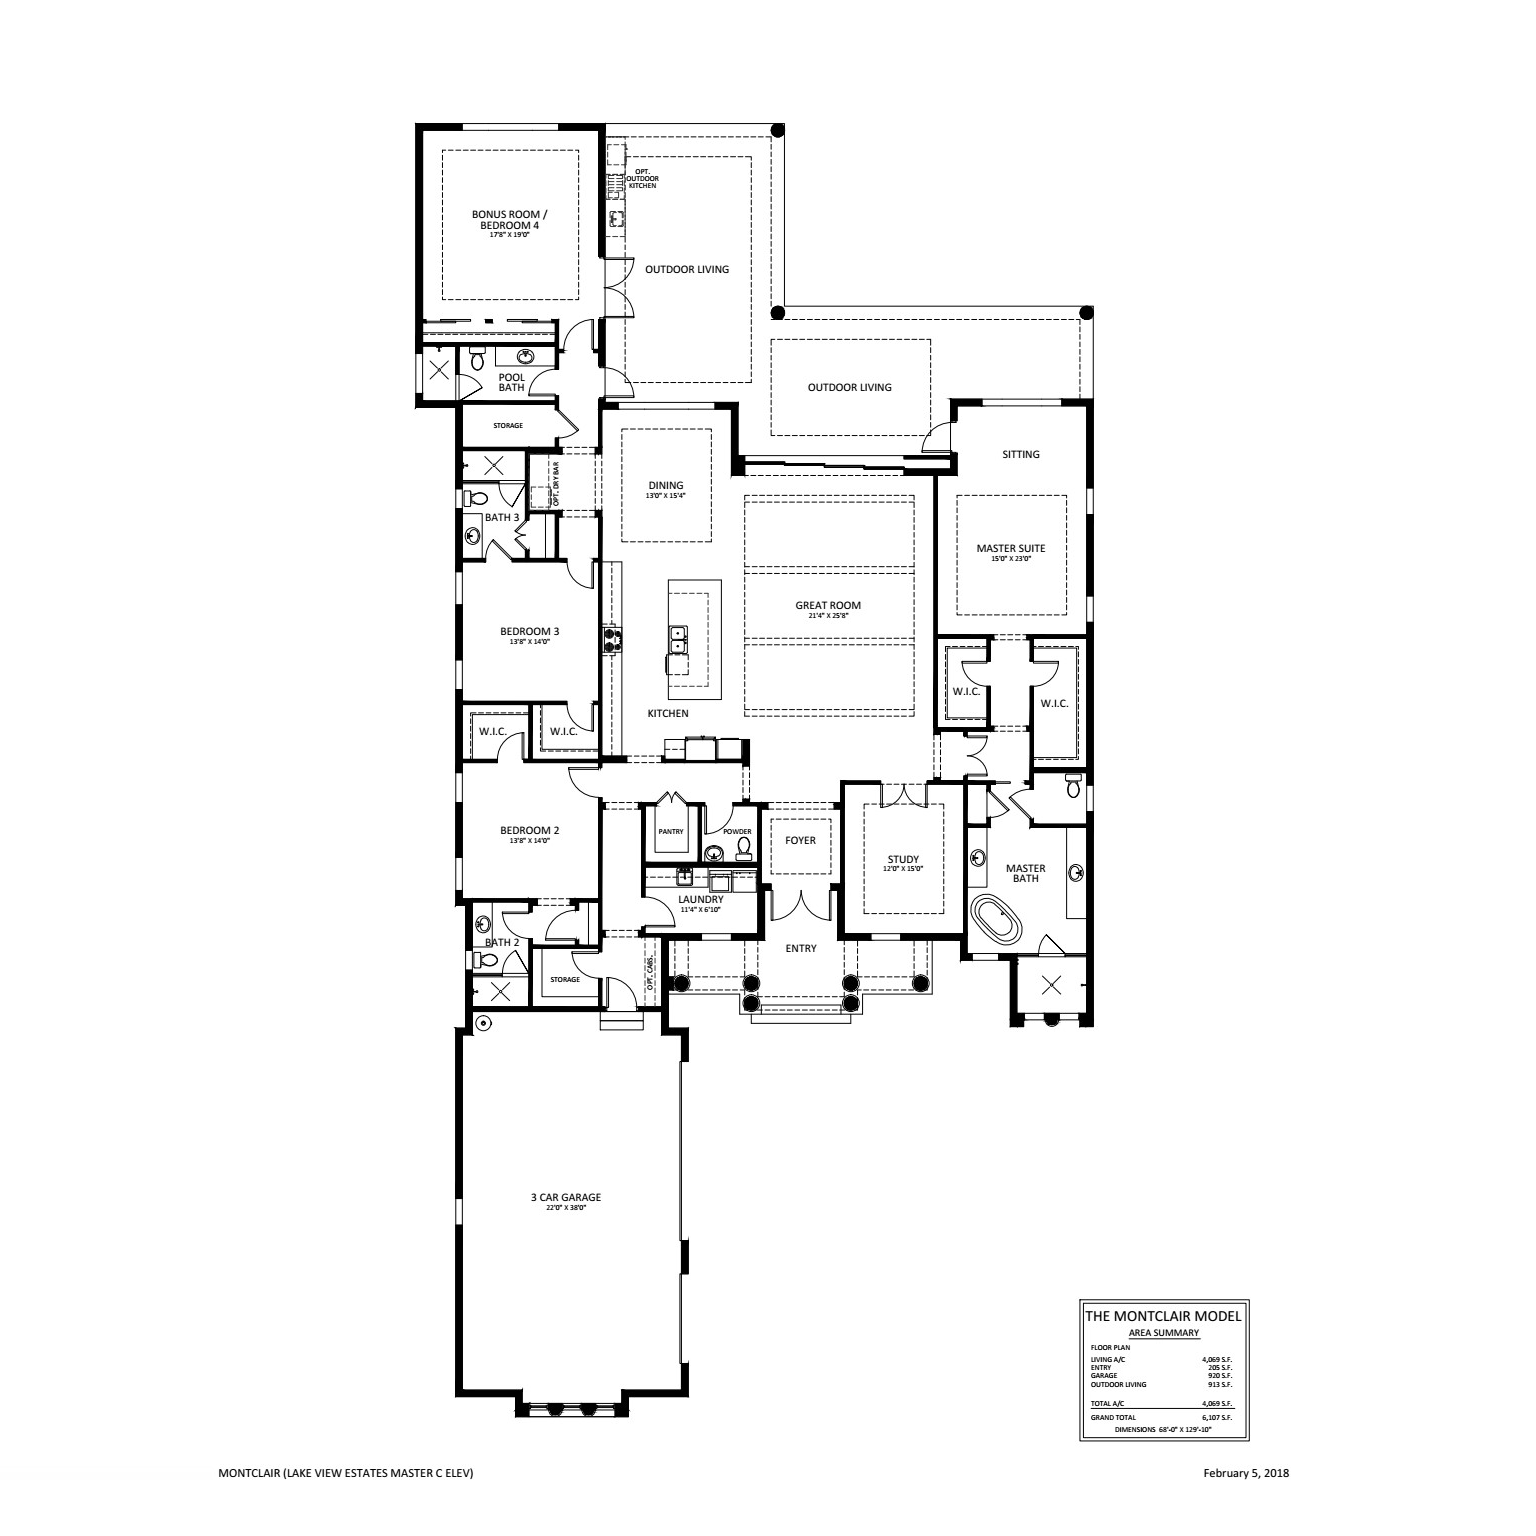 OPT.
OUTDOOR
KITCHEN
BONUS ROOM /
BEDROOM 4
17'8" X 19'0"
OUTDOOR LIVING
POOL
BATH
OUTDOOR LIVING
STORAGE
SITTING
OPT. DRY BAR
DINING
13'0" X 15'4"
BATH 3
MASTER SUITE
15'0" X 23'0"
GREAT ROOM
21'4" X 25'8"
BEDROOM 3
13'8" X 14'0"
W.I.C.
W.I.C.
KITCHEN
W.I.C.
W.I.C.
BEDROOM 2
13'8" X 14'0"
PANTRY
POWDER
FOYER
STUDY
12'0" X 15'0"
MASTER
BATH
LAUNDRY
11'4" X 6'10"
BATH 2
ENTRY
STORAGE
OPT. CABS.
3 CAR GARAGE
22'0" X 38'0"
THE MONTCLAIR MODEL
AREA SUMMARY
FLOOR PLAN
LIVING A/C 4,069 S.F.
ENTRY 205 S.F.
GARAGE 920 S.F.
OUTDOOR LIVING 913 S.F.
TOTAL A/C 4,069 S.F.
GRAND TOTAL 6,107 S.F.
DIMENSIONS 68'-0" X 129'-10"
MONTCLAIR (LAKE VIEW ESTATES MASTER C ELEV)
February 5, 2018